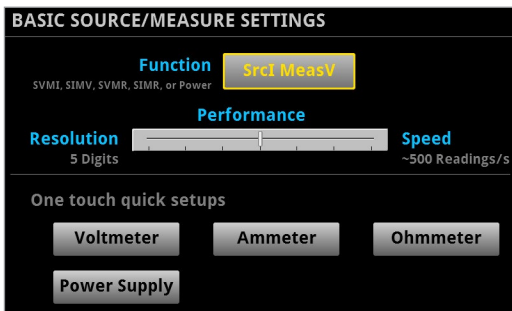 BASIC SOURCE/MEASURE SETTINGS
Function
SrcI MeasV
SVMI, SIMV, SVMR, SIMR, or Power
Performance
Resolution
Speed
5 Digits
~500 Readings/s
One touch quick setups
Voltmeter
Ammeter
Ohmmeter
Power Supply